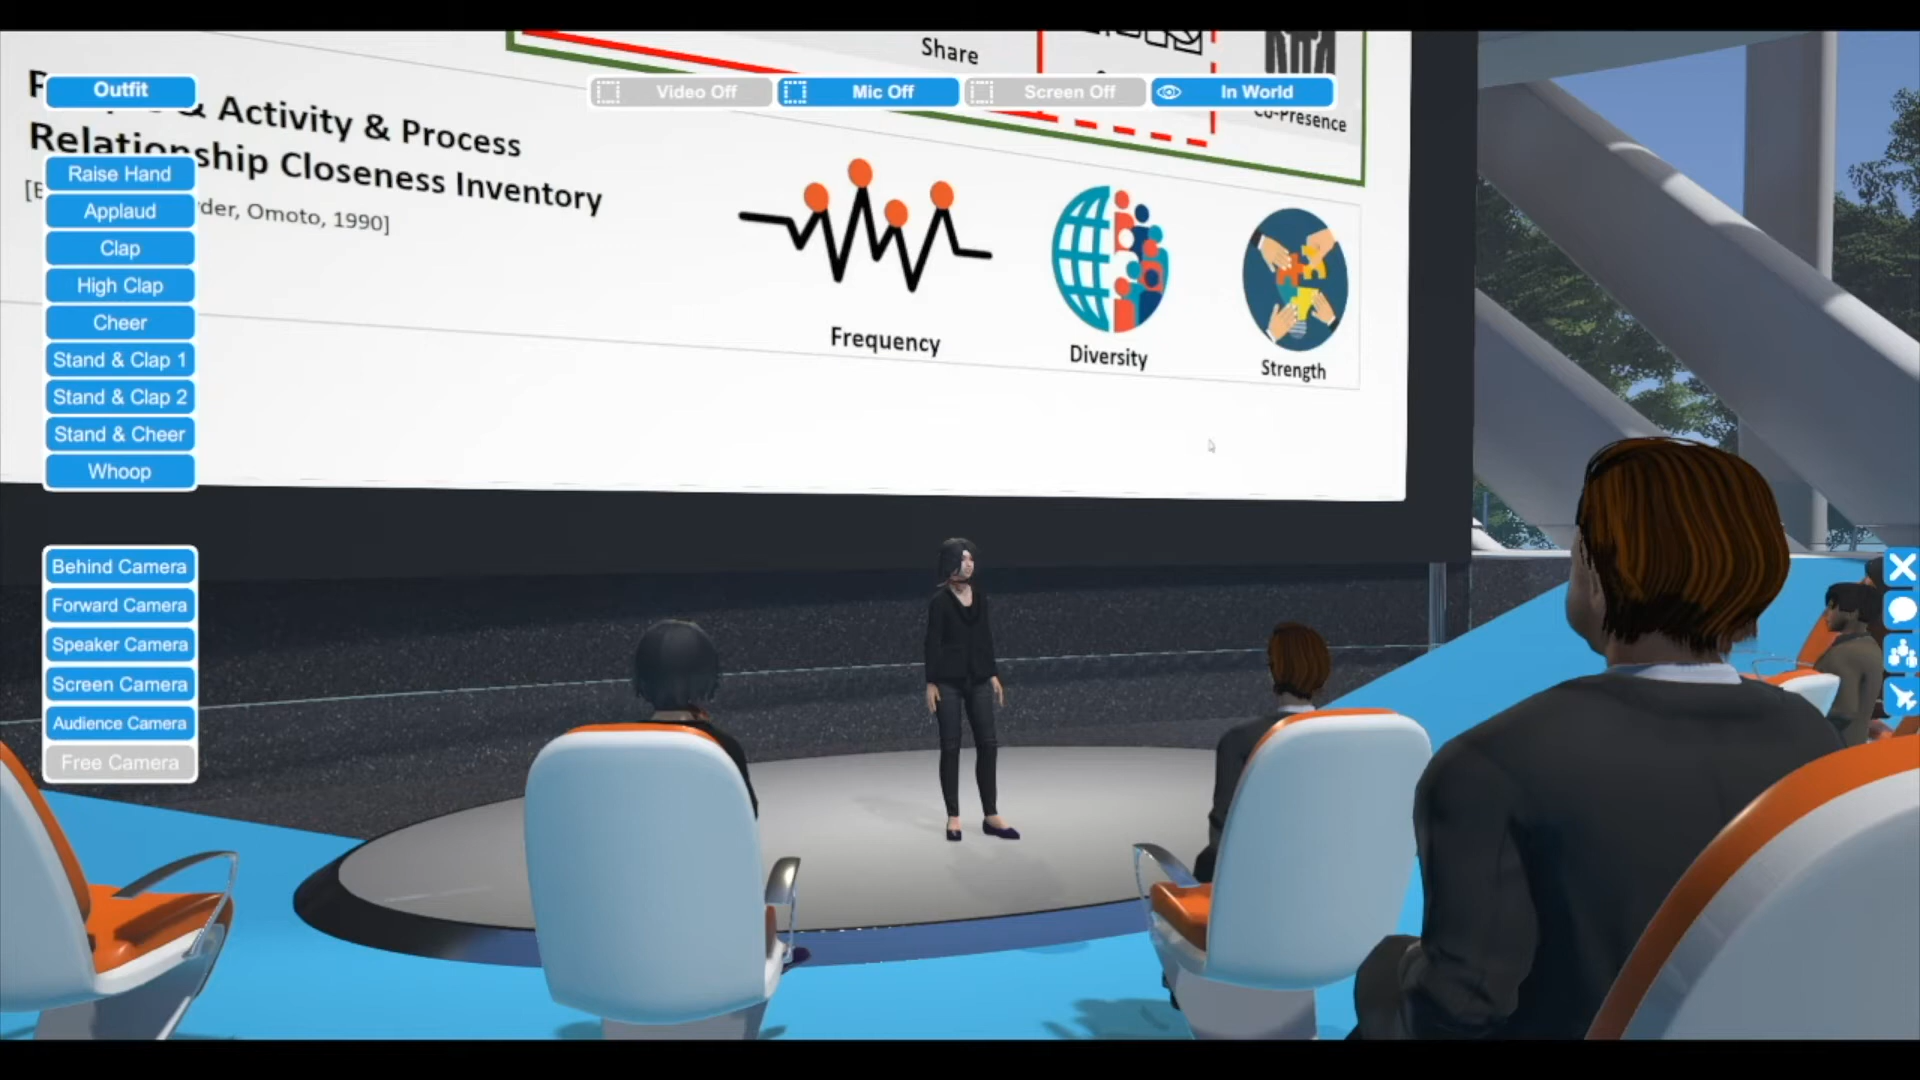 Share
Outfit
Video Off
Mic Off
Screen Off
In World
Co-Presence
& Activity & Process
Relationship Closeness Inventory
Omoto, 1990]
Raise Hand
Applaud
Clap
High Clap
Cheer
Stand & Clap 1
Stand & Clap 2
Stand & Cheer
Whoop
Frequency
Diversity
Strength
Behind Camera
Forward Camera
Speaker Camera
Screen Camera
Audience Camera
Free Camera